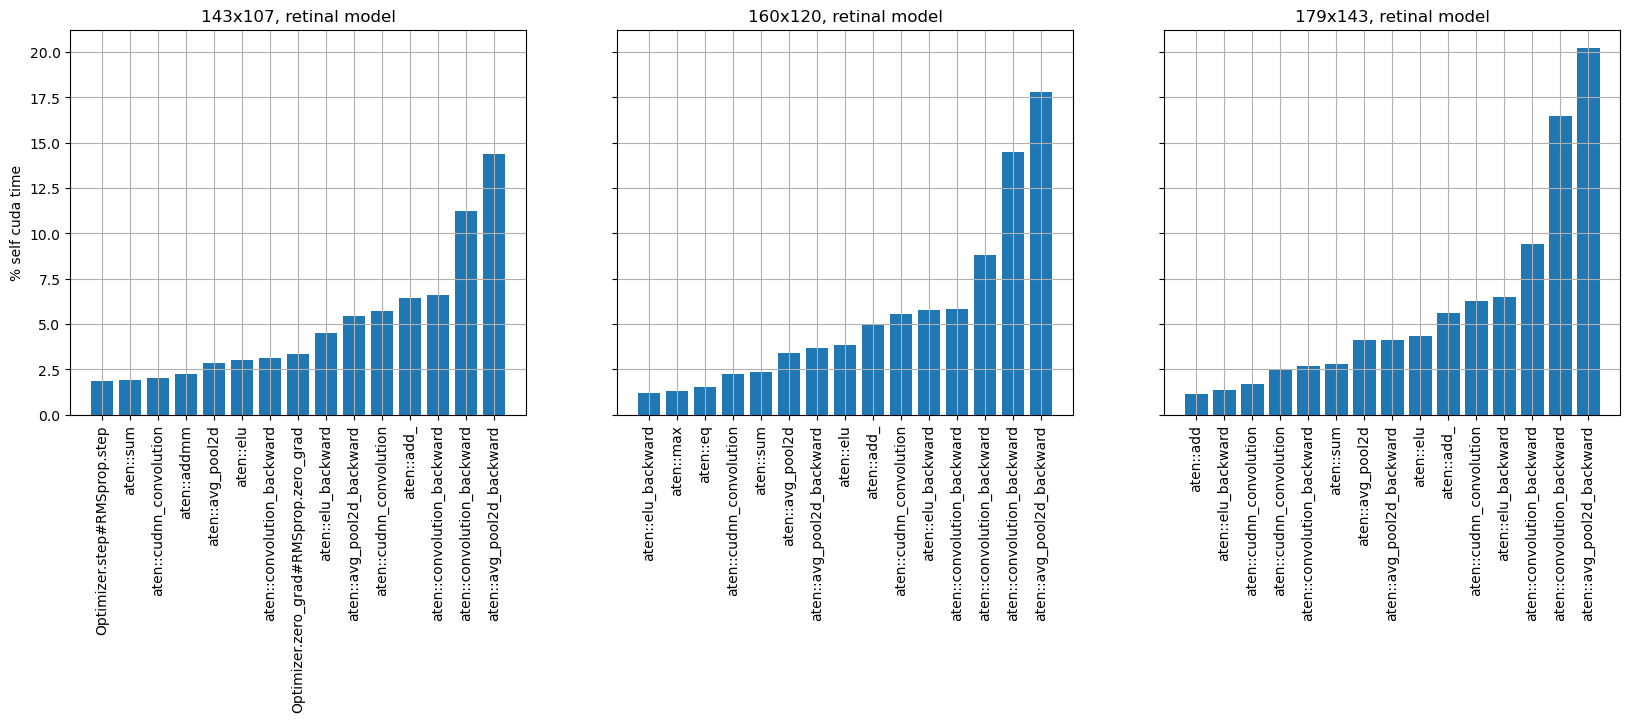 143x107, retinal model
160x120, retinal model
179x143, retinal model
% self cuda time
20.0
17.5
15.0
12.5
10.0
7.5
5.0
2.5
0.0
Optimizer.step#RMSprop.step
aten::sum
aten::cudnn_convolution
aten::addmm
aten::avg_pool2d
aten::elu
aten::convolution_backward
Optimizer.zero_grad#RMSprop.zero_grad
aten::elu_backward
aten::avg_pool2d_backward
aten::cudnn_convolution
aten::add_
aten::convolution_backward
aten::convolution_backward
aten::avg_pool2d_backward
aten::elu_backward
aten::max
aten::eq
aten::cudnn_convolution
aten::sum
aten::avg_pool2d
aten::avg_pool2d_backward
aten::elu
aten::add_
aten::cudnn_convolution
aten::elu_backward
aten::convolution_backward
aten::convolution_backward
aten::convolution_backward
aten::avg_pool2d_backward
aten::add
aten::elu_backward
aten::cudnn_convolution
aten::cudnn_convolution
aten::convolution_backward
aten::sum
aten::avg_pool2d
aten::avg_pool2d_backward
aten::elu
aten::add_
aten::cudnn_convolution
aten::elu_backward
aten::convolution_backward
aten::convolution_backward
aten::avg_pool2d_backward